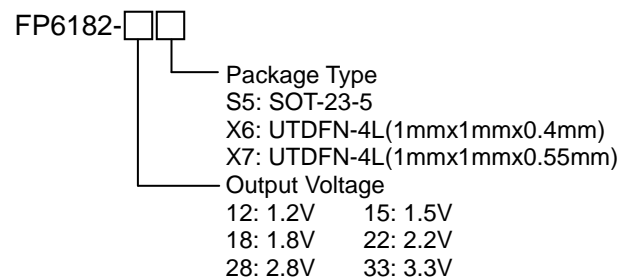 FP6182-□□
Package Type
S5: SOT-23-5
X6: UTDFN-4L(1mmx1mmx0.4mm)
X7: UTDFN-4L(1mmx1mmx0.55mm)
Output Voltage
12: 1.2V 15: 1.5V
18: 1.8V 22: 2.2V
28: 2.8V 33: 3.3V